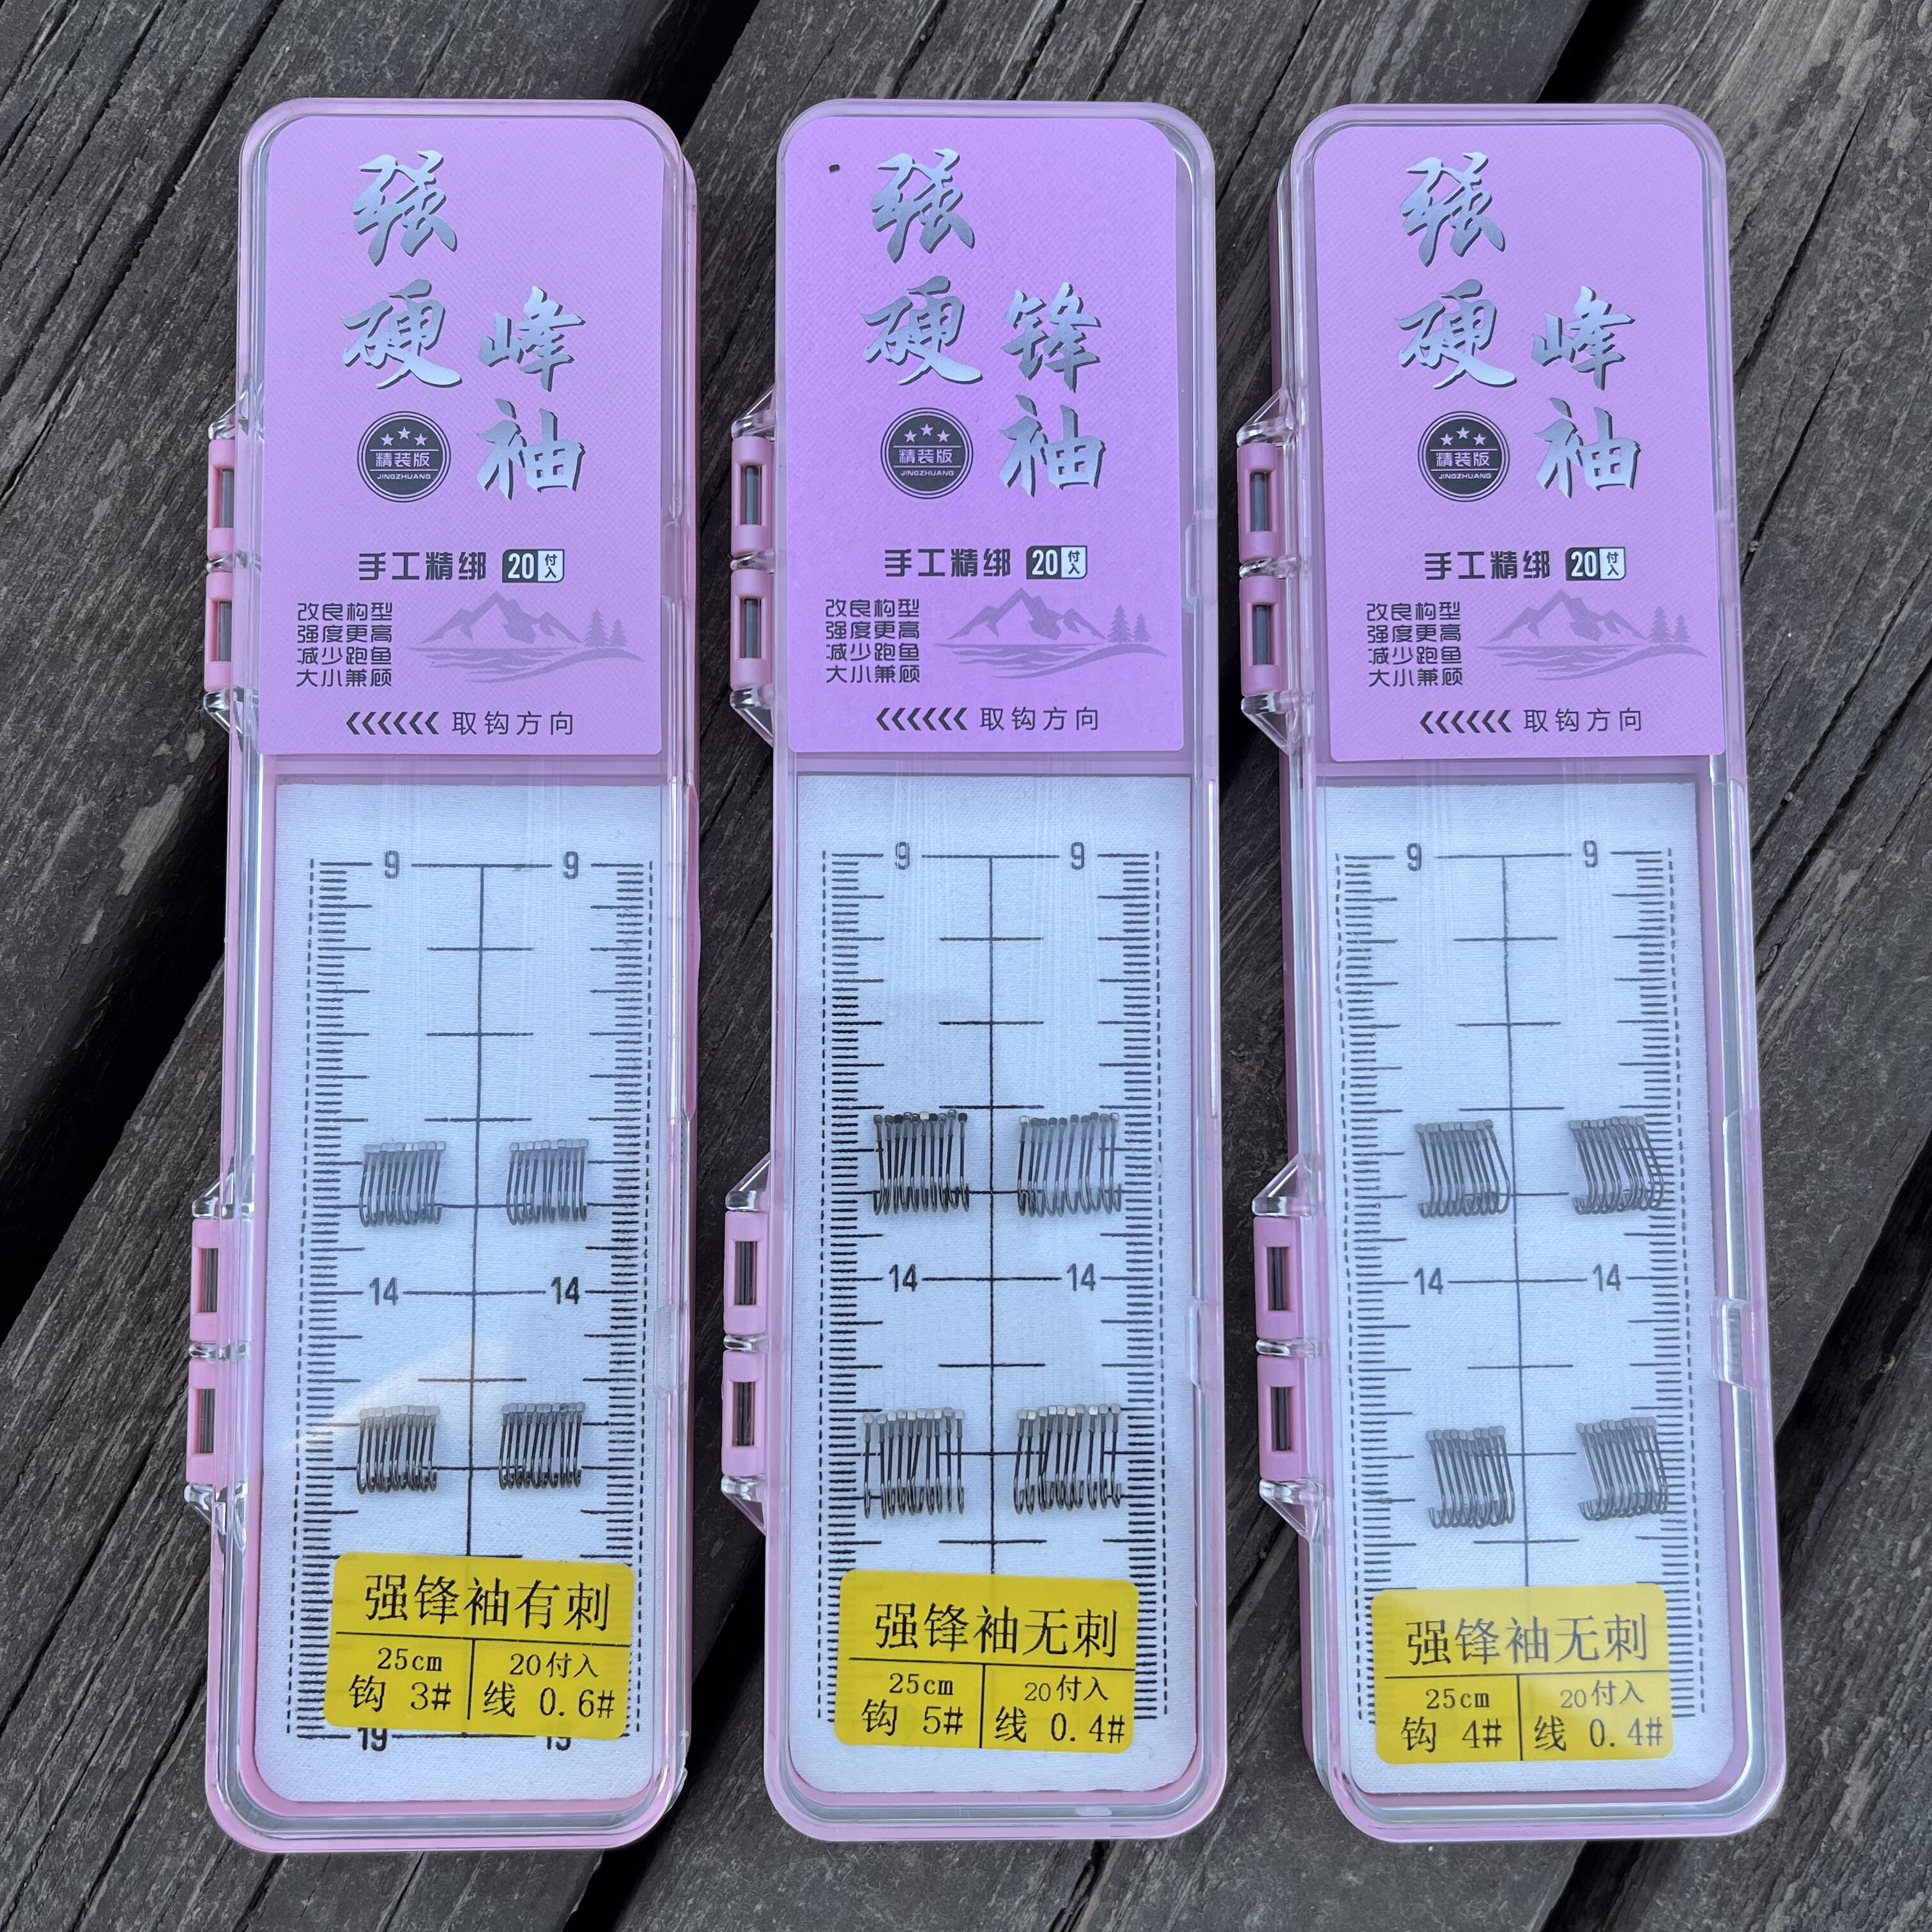 强
硬峰
袖
精装版
JINGZHUANG
手工精绑 20付入
改良构型
强度更高
减少跑鱼
大小兼顾
取钩方向
9 9
14 14
强锋袖有刺
25cm 20付入
钩 3# 线 0.6#
19 19
强
硬锋
袖
精装版
JINGZHUANG
手工精绑 20付入
改良构型
强度更高
减少跑鱼
大小兼顾
取钩方向
9 9
14 14
强锋袖无刺
25cm 20付入
钩 5# 线 0.4#
强
硬峰
袖
精装版
JINGZHUANG
手工精绑 20付入
改良构型
强度更高
减少跑鱼
大小兼顾
取钩方向
9 9
14 14
强锋袖无刺
25cm 20付入
钩 4# 线 0.4#